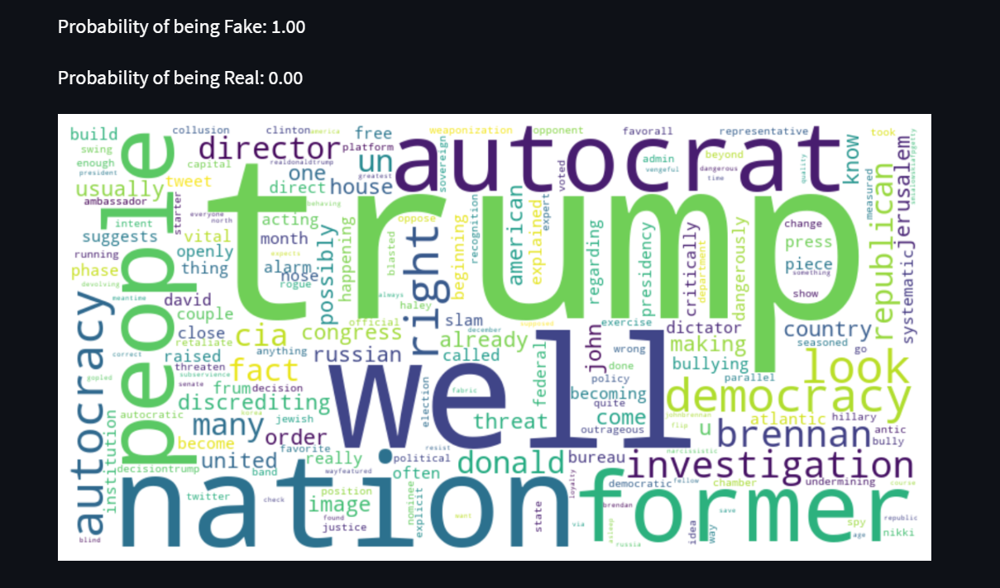 Probability of being Fake: 1.00
Probability of being Real: 0.00
build
collusion
clinton
america
free
weaponization
opponent
favorall
representative
took
swing
enough
president
director
platform
realdonaldtrump
capital
un
autocrat
sovereign
voted
admin
vengeful
beyond
dangerous
time
quality
know
measured
usually
tweet
one
greatest
direct
house
ambassador
starter
behaving
people
trump
intent
everyone
north
acting
suggests
vital
month
oppose
expert
recognition
american
explained
change
press
piece
something
show
republican
jerusalem
systematic
running
openly
expects
phase
thing
alarm
nose
rogue
possibly
happening
blasted
right
beginning
regarding
presidency
critically
department
dangerously
devolving
meantime
david
always
haley
couple
official
slam
december
supposed
exercise
dictator
country
autocracy
close
retaliate
cia
congress
already
making
seasoned
go
correct
raised
anything
russian
called
federal
john
wrong
done
bullying
look
threaten
subservience
fact
well
policy
parallel
gopled
senate
frum
decision
fabric
becoming
quite
democracy
discrediting
korea
election
institution
autocratic
many
jewish
threat
come
outrageous
johnbrennan
flip
u
atlantic
hillary
become
order
favorite
resist
brennan
antic
bully
decisiontrump
united
band
really
political
donald
bureau
narcissistic
investigation
wayfeatured
often
loyalty
democratic
fellow
chamber
undermining
course
nation
twitter
check
position
image
found
justice
nominee
explicit
want
state
via
former
brendan
asleep
russia
idea
way
save
spy
age
republic
nikki
blind